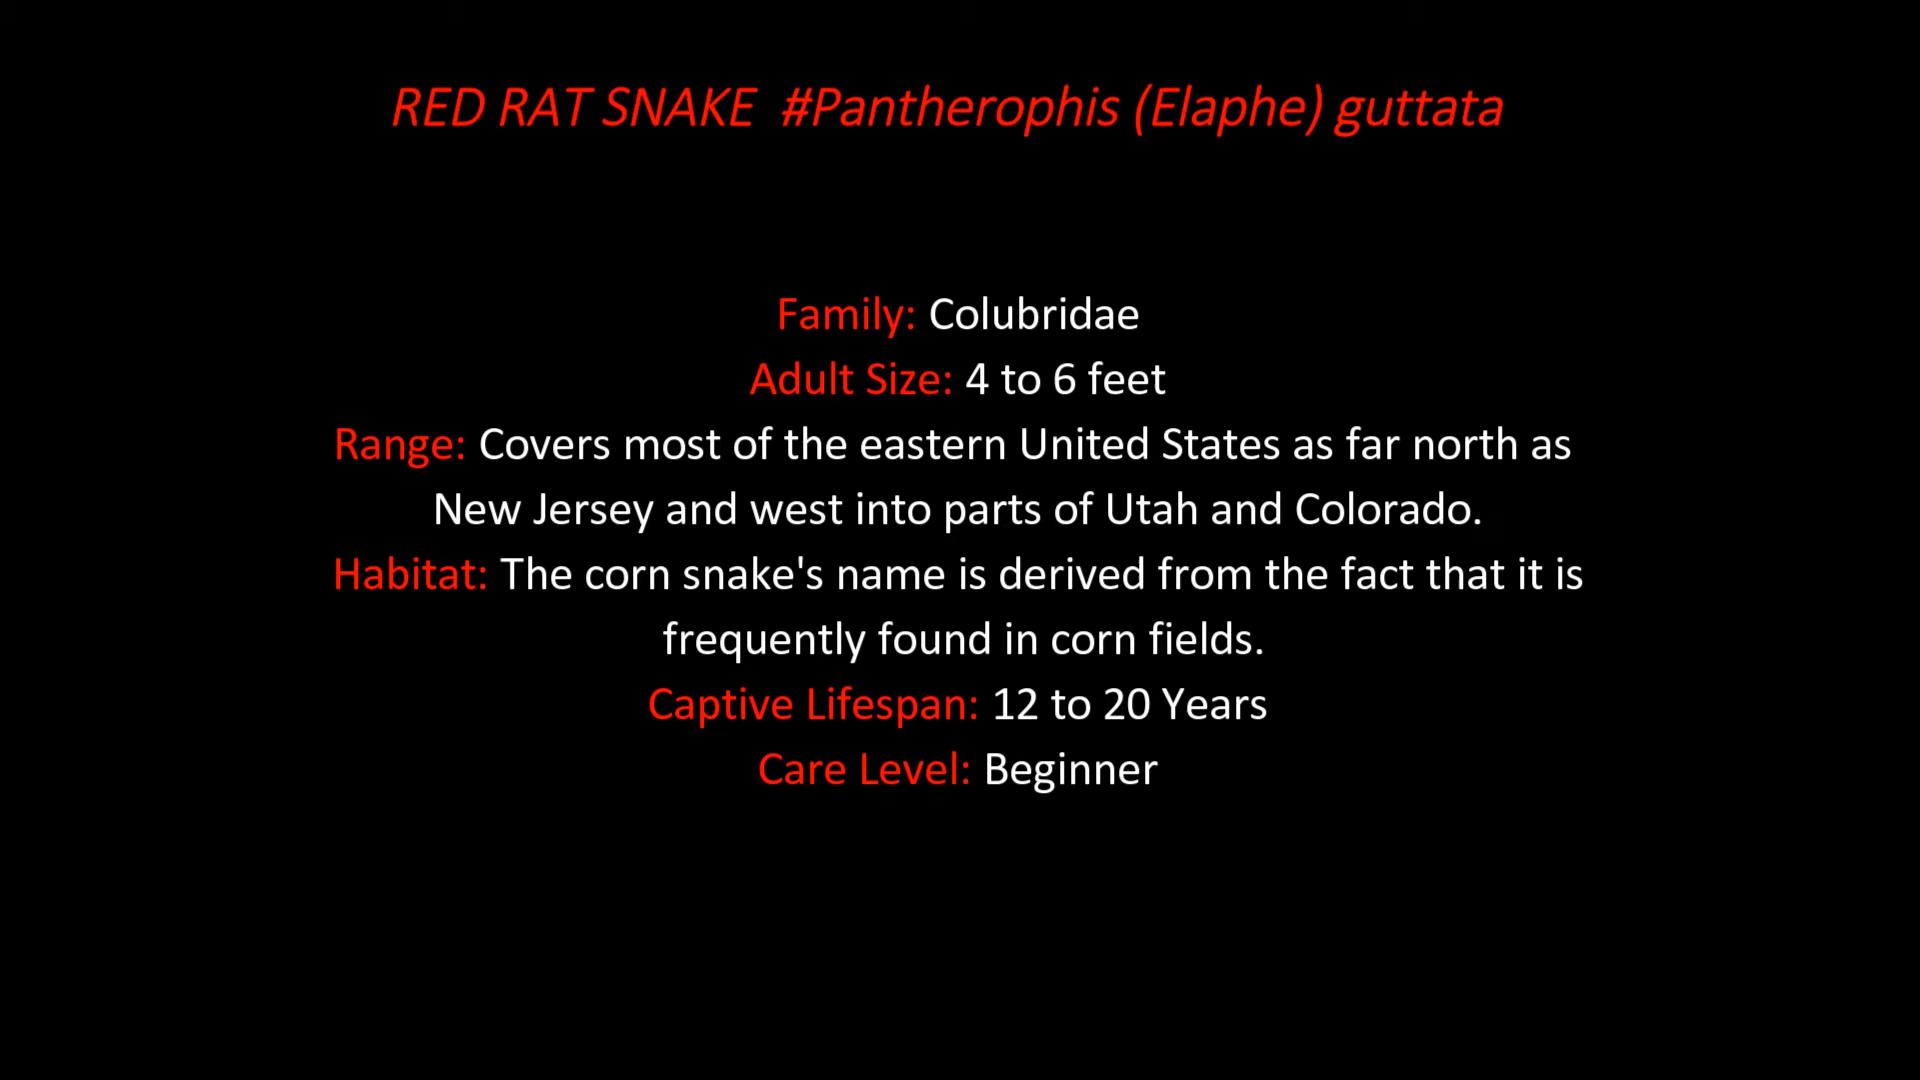 RED RAT SNAKE #Pantherophis (Elaphe) guttata
Family: Colubridae
Adult Size: 4 to 6 feet
Range: Covers most of the eastern United States as far north as
New Jersey and west into parts of Utah and Colorado.
Habitat: The corn snake's name is derived from the fact that it is
frequently found in corn fields.
Captive Lifespan: 12 to 20 Years
Care Level: Beginner